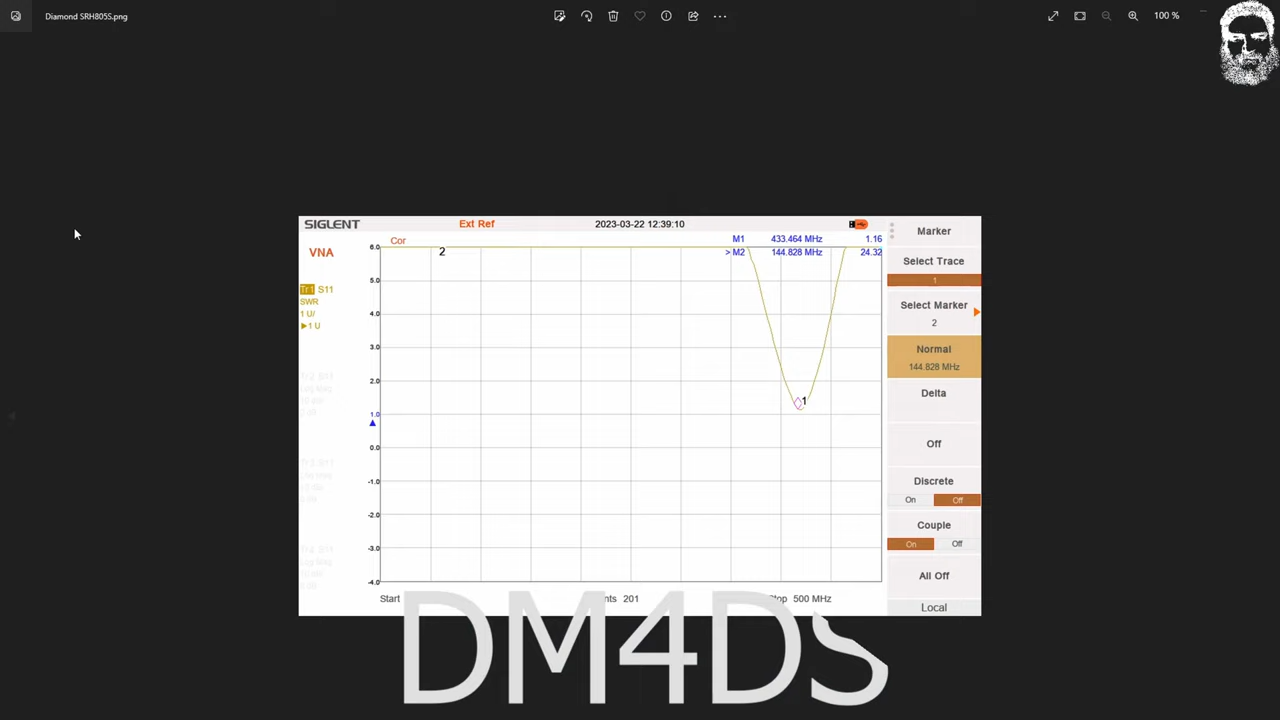 Diamond SRH805S.png
100 %
SIGLENT
Ext Ref
2023-03-22 12:39:10
Marker
VNA
Cor
M1 433.464 MHz 1.16
> M2 144.828 MHz 24.32
Select Trace
1
Tr1 S11
SWR
1 U/
1 U
Select Marker
2
Normal
144.828 MHz
Delta
Off
Discrete
On Off
Couple
On Off
All Off
Local
6.0
5.0
4.0
3.0
2.0
1.0
0.0
-1.0
-2.0
-3.0
-4.0
2
1
Start
201
500 MHz
DM4DS